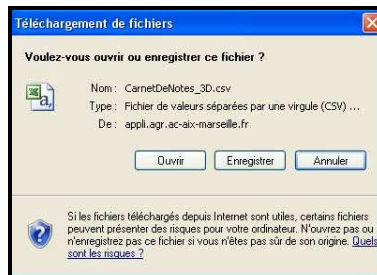 Téléchargement de fichiers
Voulez-vous ouvrir ou enregistrer ce fichier ?
Nom : CarnetDeNotes_3D.csv
Type : Fichier de valeurs séparées par une virgule (CSV) ...
De : appli.agr.ac-aix-marseille.fr
Ouvrir Enregistrer Annuler
Si les fichiers téléchargés depuis Internet sont utiles, certains fichiers
peuvent présenter des risques pour votre ordinateur. N'ouvrez pas ou
n'enregistrez pas ce fichier si vous n'êtes pas sûr de son origine. Quels
sont les risques ?